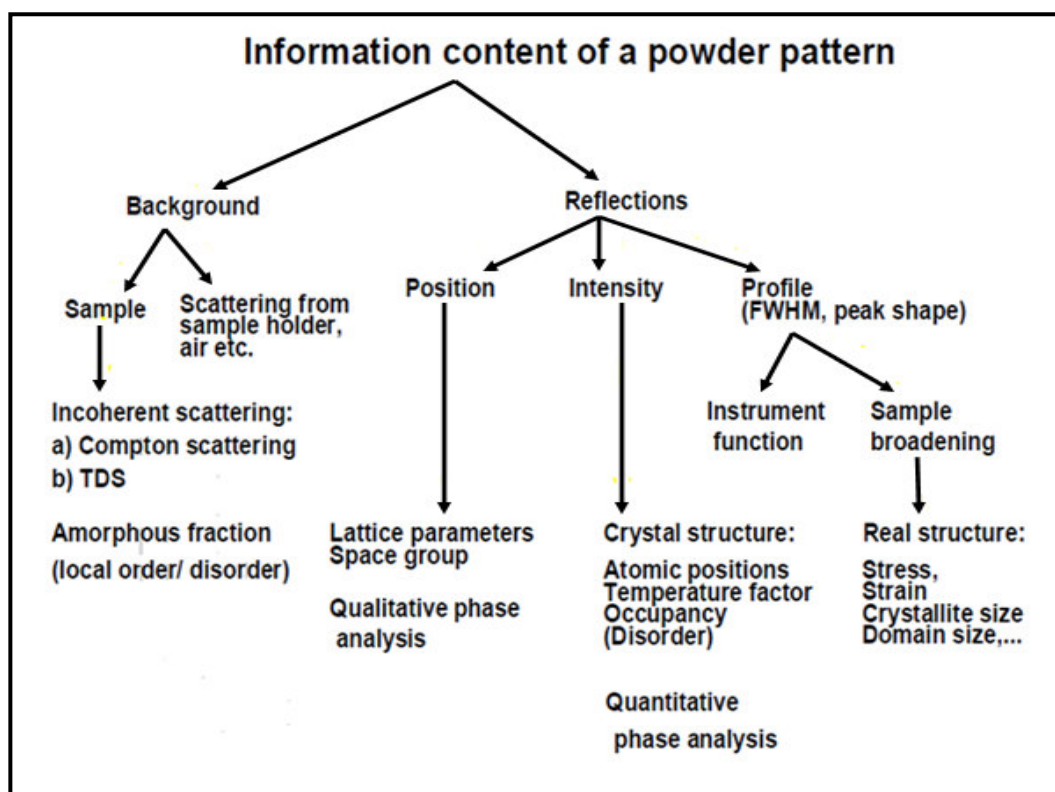 Information content of a powder pattern
Background
Reflections
Sample
Scattering from
sample holder,
air etc.
Position
Intensity
Profile
(FWHM, peak shape)
Incoherent scattering:
a) Compton scattering
b) TDS
Amorphous fraction
(local order/ disorder)
Instrument
function
Sample
broadening
Lattice parameters
Space group
Qualitative phase
analysis
Crystal structure:
Atomic positions
Temperature factor
Occupancy
(Disorder)
Quantitative
phase analysis
Real structure:
Stress,
Strain
Crystallite size
Domain size,...